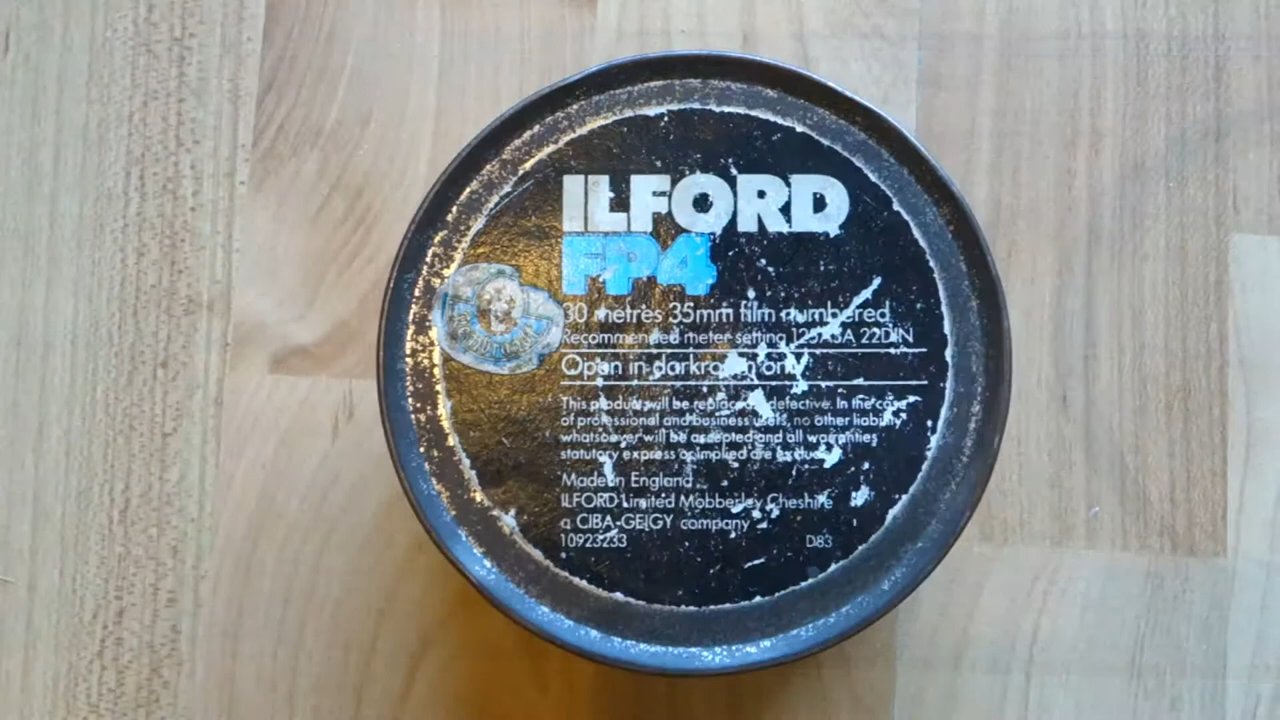 ILFORD
FP4
30 metres 35mm film numbered
Recommended meter setting 125ASA 22DIN
Open in darkroom only
This product will be replaced if defective. In the case
of professional and business users, no other liability
whatsoever will be accepted and all warranties
statutory express or implied are excluded
Made in England
ILFORD Limited Mobberley Cheshire
a CIBA-GEIGY company
10923233 D83